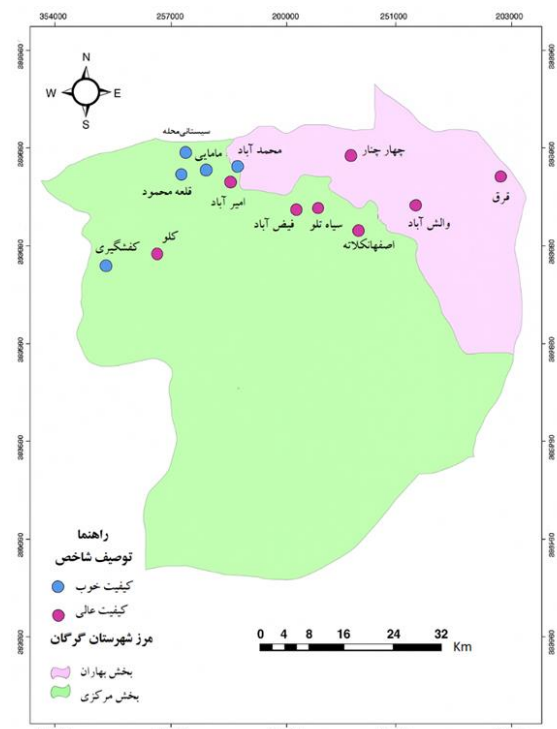 354000 257000 200000 251000 203000
N
W E
S
سیستانی‌محله
مامایی
محمد آباد
قلعه محمود
امیر آباد
چهار چنار
قرق
والش آباد
فیض آباد
سیاه تلو
اصفهانکلاته
کلو
کفشگیری
راهنما
توصیف شاخص
کیفیت خوب
کیفیت عالی
مرز شهرستان گرگان
بخش بهاران
بخش مرکزی
0 4 8 16 24 32
Km